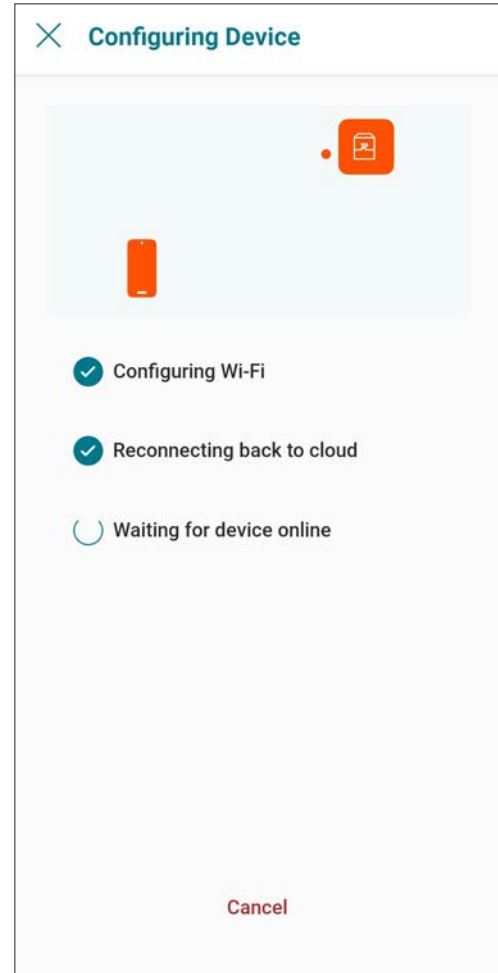 Configuring Device
Configuring Wi-Fi
Reconnecting back to cloud
Waiting for device online
Cancel